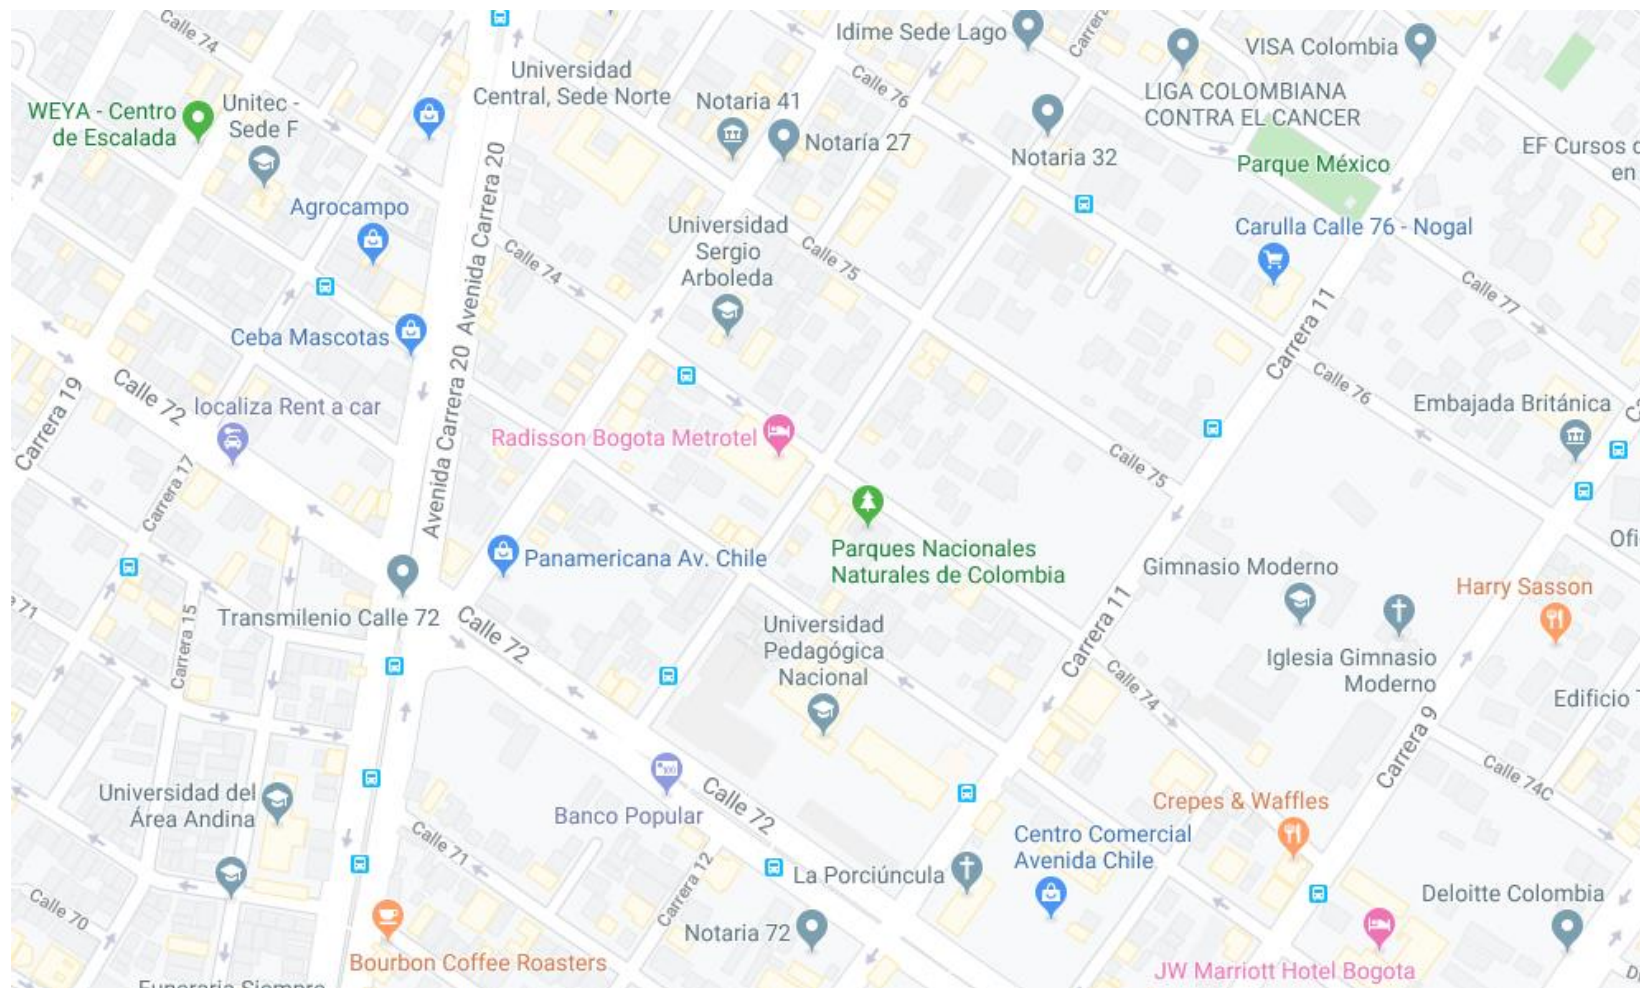 Calle 74
Idime Sede Lago
Carrera
VISA Colombia
Universidad
Central, Sede Norte
Calle 76
LIGA COLOMBIANA
CONTRA EL CANCER
WEYA - Centro
de Escalada
Unitec -
Sede F
Notaria 41
Notaría 27
Notaria 32
Parque México
EF Cursos
en
Agrocampo
Avenida Carrera 20
Universidad
Sergio
Arboleda
Calle 74
Calle 75
Carulla Calle 76 - Nogal
Calle 77
Ceba Mascotas
Carrera 11
Calle 72
Carrera 19
localiza Rent a car
Avenida Carrera 20
Radisson Bogota Metrotel
Calle 76
Embajada Británica
Calle 75
Carrera 17
Panamericana Av. Chile
Parques Nacionales
Naturales de Colombia
Gimnasio Moderno
Ofi
Harry Sasson
71
Transmilenio Calle 72
Carrera 15
Calle 72
Universidad
Pedagógica
Nacional
Carrera 11
Iglesia Gimnasio
Moderno
Calle 74
Edificio
Carrera 9
Calle 74C
Universidad del
Área Andina
Banco Popular
Calle 72
Crepes & Waffles
Centro Comercial
Avenida Chile
Calle 71
Carrera 12
La Porciúncula
Calle 70
Notaria 72
Deloitte Colombia
Bourbon Coffee Roasters
JW Marriott Hotel Bogota
Funeraria Siempre